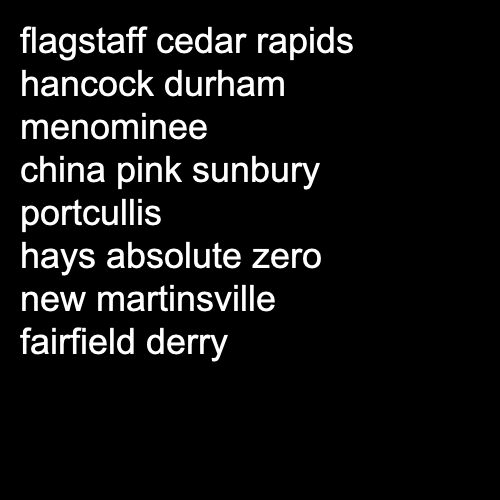 flagstaff cedar rapids
hancock durham
menominee
china pink sunbury
portcullis
hays absolute zero
new martinsville
fairfield derry